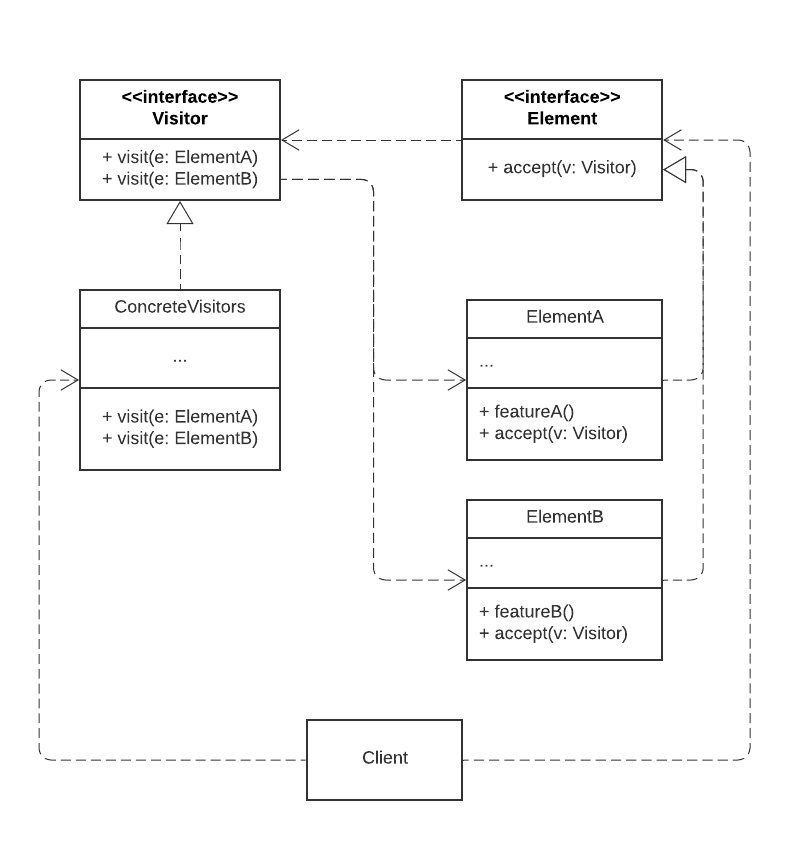 <<interface>>
Visitor
+ visit(e: ElementA)
+ visit(e: ElementB)
<<interface>>
Element
+ accept(v: Visitor)
ConcreteVisitors
...
+ visit(e: ElementA)
+ visit(e: ElementB)
ElementA
...
+ featureA()
+ accept(v: Visitor)
ElementB
...
+ featureB()
+ accept(v: Visitor)
Client